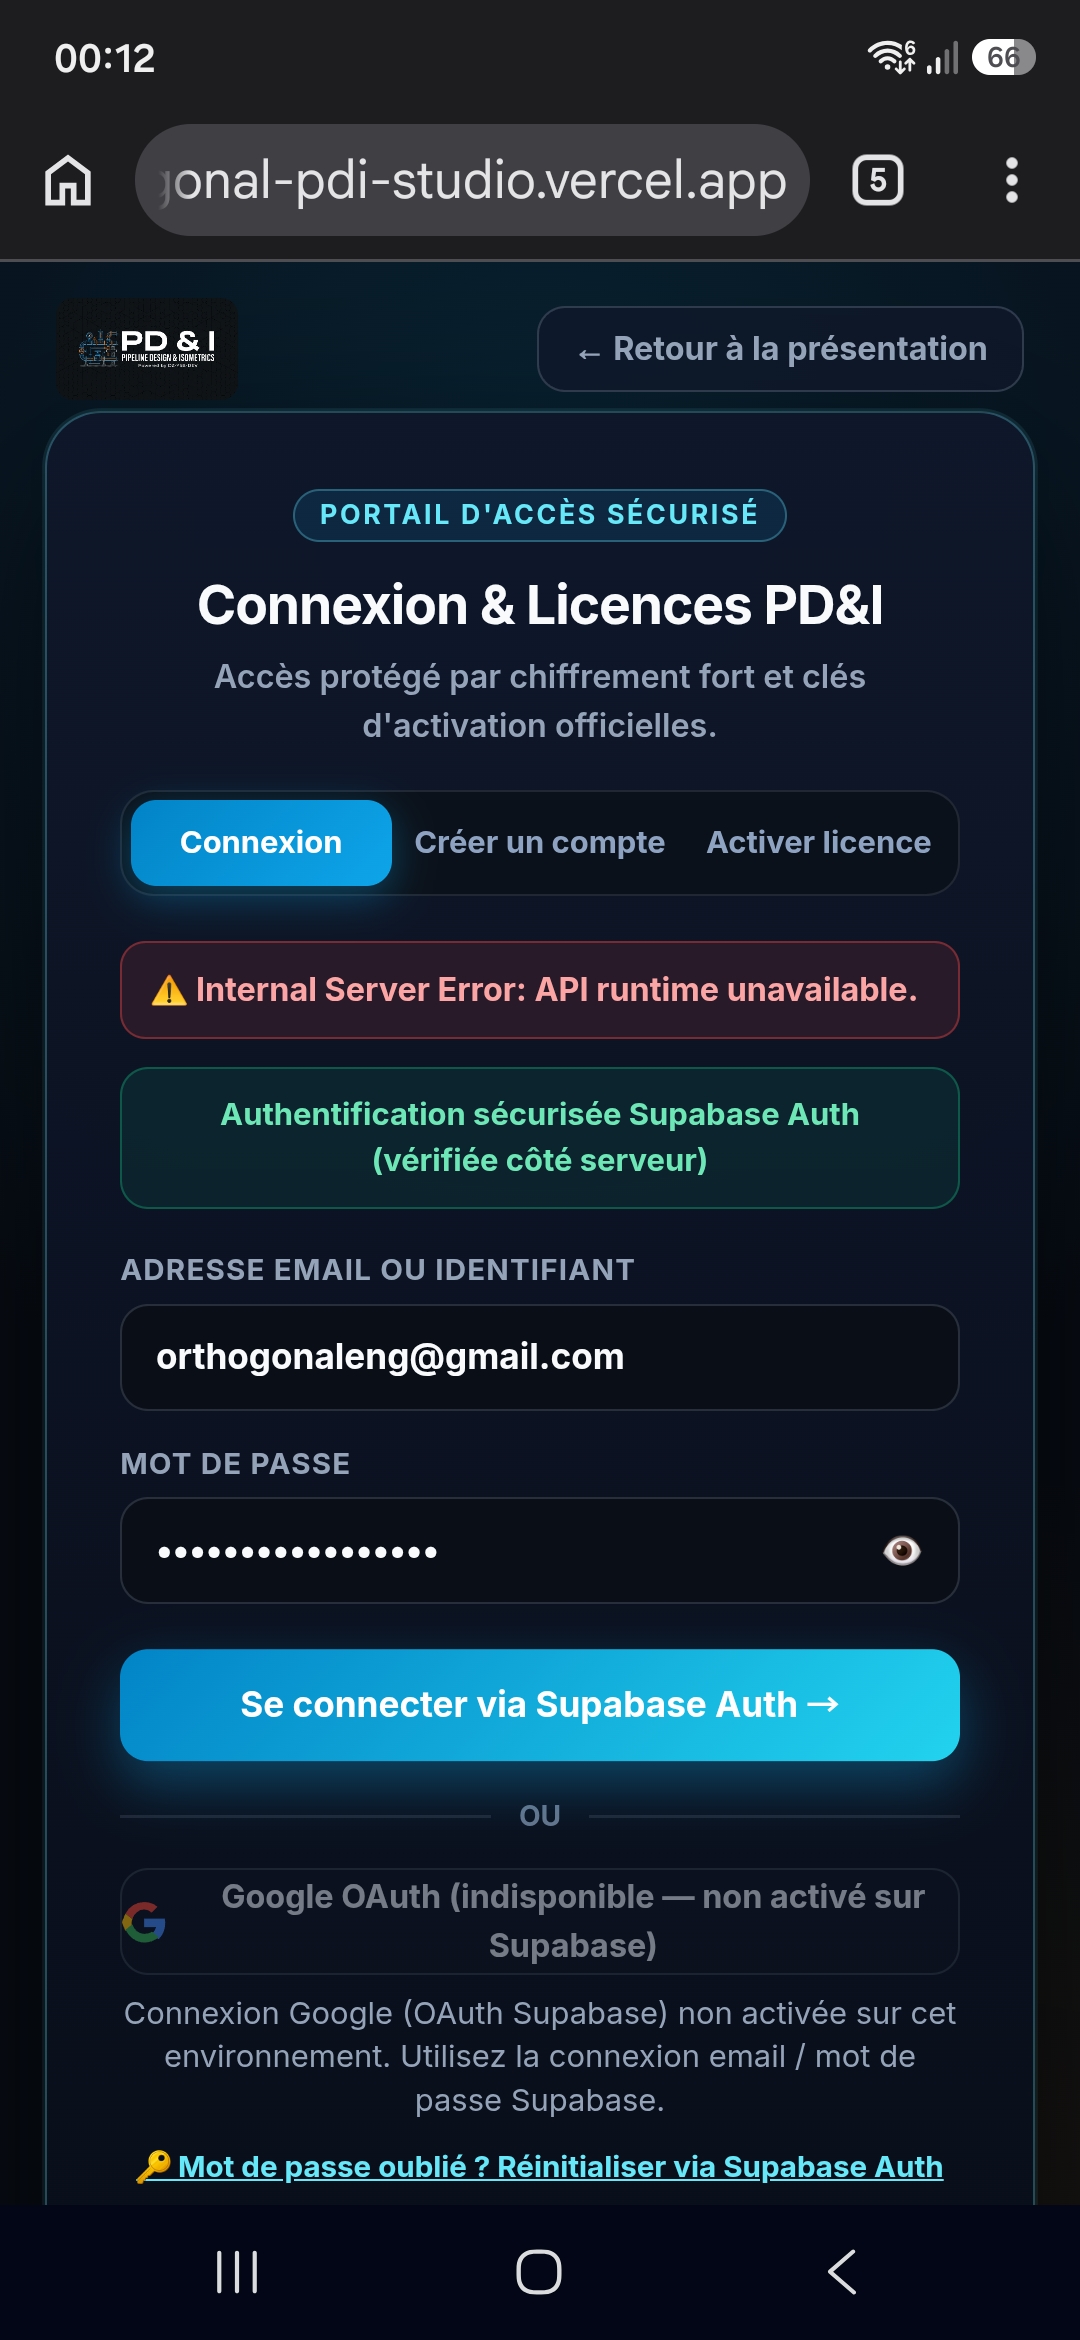 00:12
6
66
gonal-pdi-studio.vercel.app
5
PD & I
PIPELINE DESIGN & ISOMETRICS
← Retour à la présentation
PORTAIL D'ACCÈS SÉCURISÉ
Connexion & Licences PD&I
Accès protégé par chiffrement fort et clés
d'activation officielles.
Connexion
Créer un compte
Activer licence
⚠️ Internal Server Error: API runtime unavailable.
Authentification sécurisée Supabase Auth
(vérifiée côté serveur)
ADRESSE EMAIL OU IDENTIFIANT
orthogonaleng@gmail.com
MOT DE PASSE
•••••••••••••••••
Se connecter via Supabase Auth →
OU
Google OAuth (indisponible — non activé sur
Supabase)
Connexion Google (OAuth Supabase) non activée sur cet
environnement. Utilisez la connexion email / mot de
passe Supabase.
🔑 Mot de passe oublié ? Réinitialiser via Supabase Auth